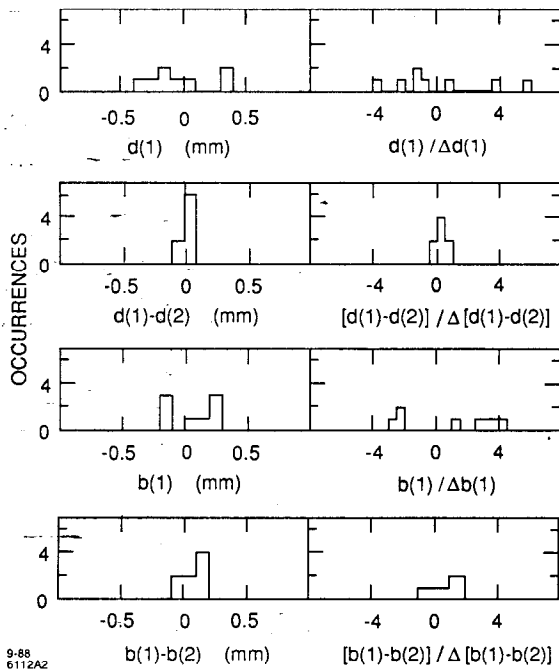 OCCURRENCES
4
0
-0.5 0 0.5
d(1) (mm)
-4 0 4
d(1) / Δd(1)
4
0
-0.5 0 0.5
d(1)-d(2) (mm)
-4 0 4
[d(1)-d(2)] / Δ [d(1)-d(2)]
4
0
-0.5 0 0.5
b(1) (mm)
-4 0 4
b(1) / Δb(1)
4
0
-0.5 0 0.5
b(1)-b(2) (mm)
-4 0 4
[b(1)-b(2)] / Δ [b(1)-b(2)]
9-88
6112A2